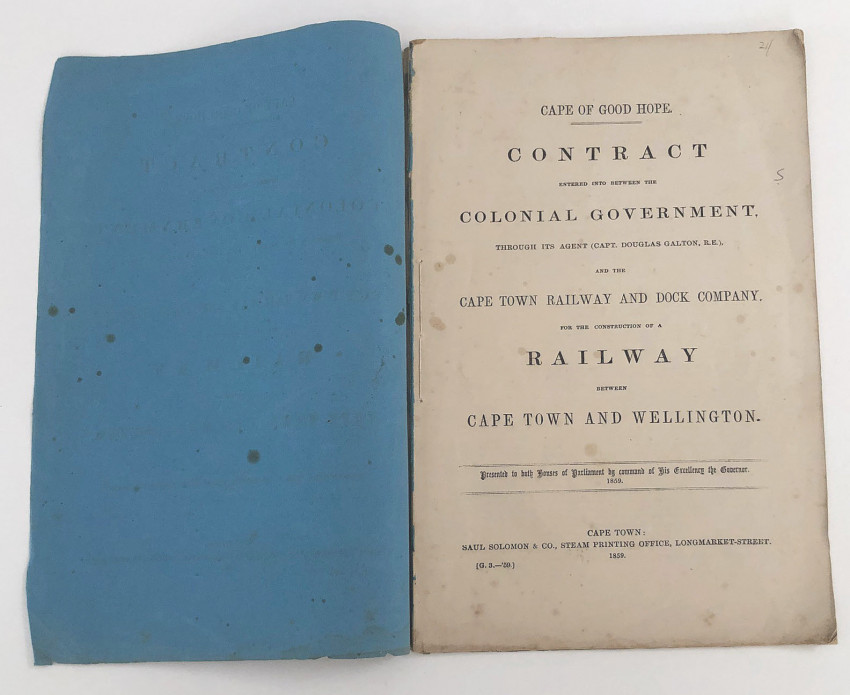 21
CAPE OF GOOD HOPE.
CONTRACT
S
ENTERED INTO BETWEEN THE
COLONIAL GOVERNMENT,
THROUGH ITS AGENT (CAPT. DOUGLAS GALTON, R.E.),
AND THE
CAPE TOWN RAILWAY AND DOCK COMPANY,
FOR THE CONSTRUCTION OF A
RAILWAY
BETWEEN
CAPE TOWN AND WELLINGTON.
Presented to both Houses of Parliament by command of His Excellency the Governor.
1859.
CAPE TOWN:
SAUL SOLOMON & CO., STEAM PRINTING OFFICE, LONGMARKET-STREET.
1859.
[G. 3.—'59.]